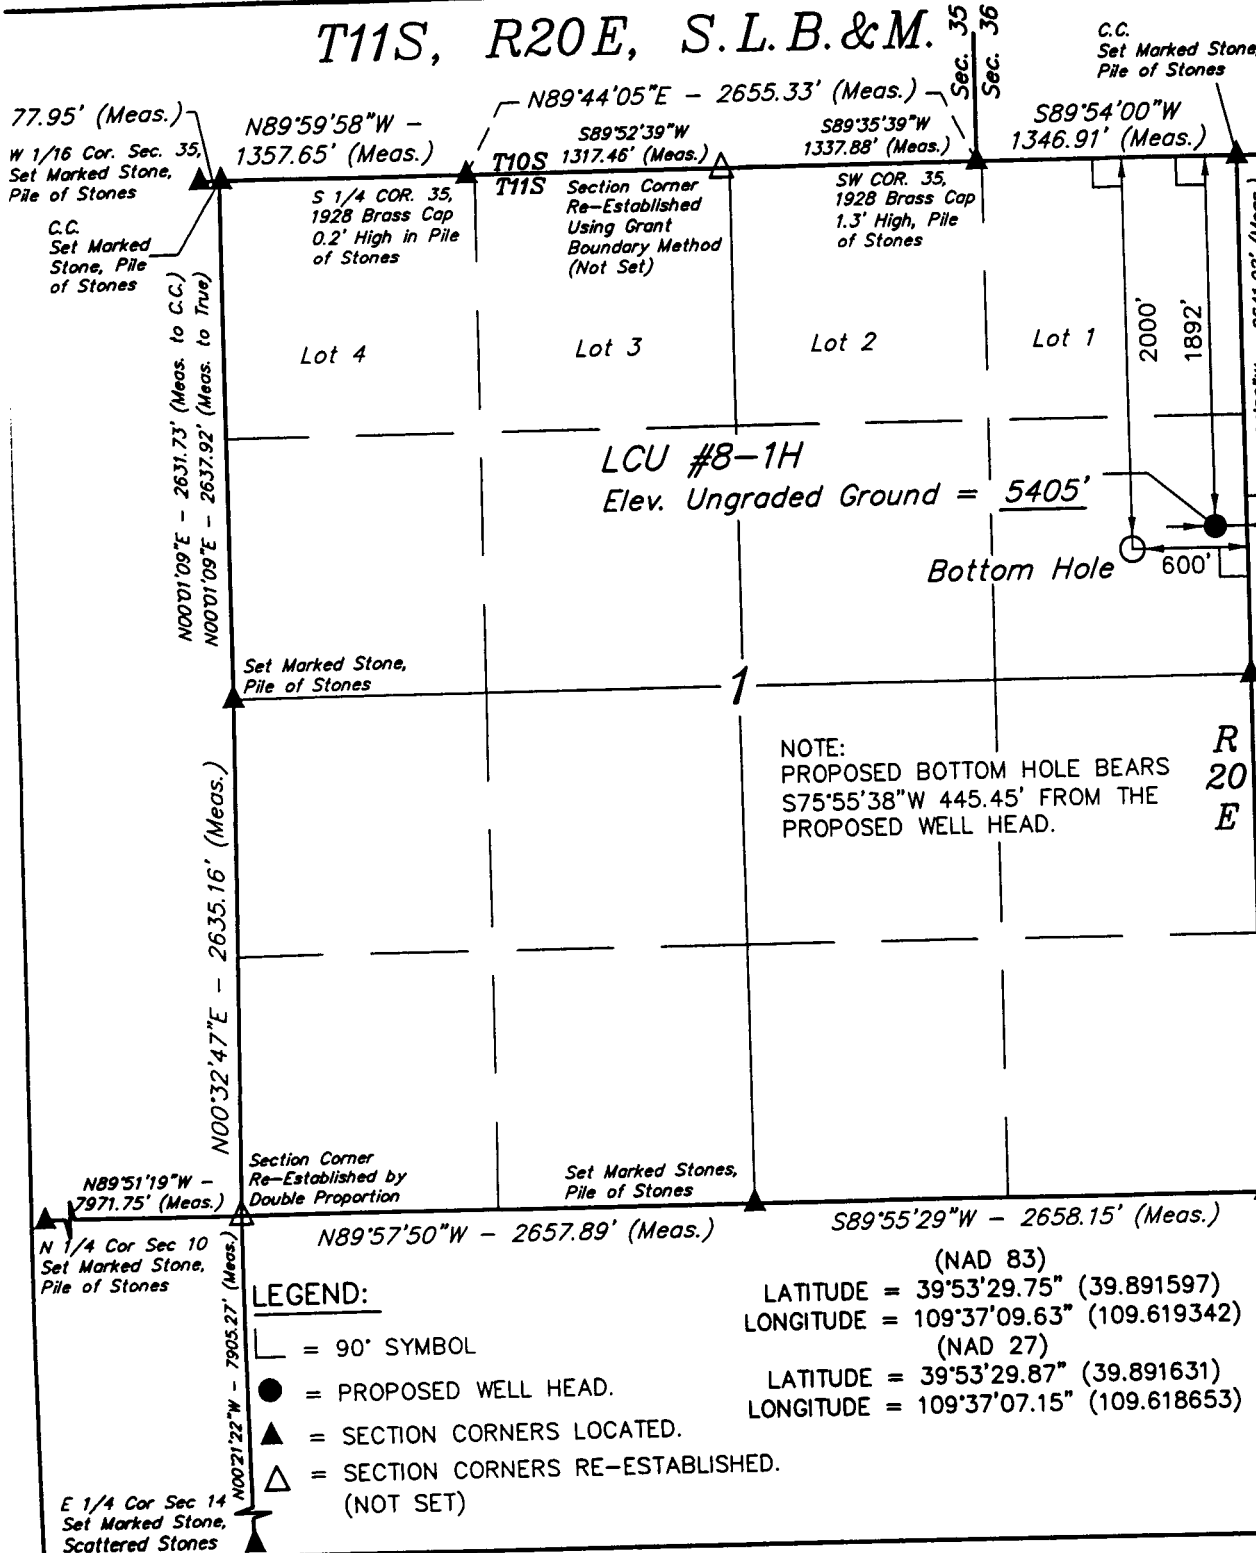 T11S, R20E, S.L.B.&M.
Sec. 35
Sec. 36
C.C.
Set Marked Stone,
Pile of Stones
77.95' (Meas.)
N89°59'58"W –
1357.65' (Meas.)
N89°44'05"E – 2655.33' (Meas.)
S89°52'39"W
1317.46' (Meas.)
S89°35'39"W
1337.88' (Meas.)
S89°54'00"W
1346.91' (Meas.)
W 1/16 Cor. Sec. 35,
Set Marked Stone,
Pile of Stones
C.C.
Set Marked
Stone, Pile
of Stones
T10S
T11S
S 1/4 COR. 35,
1928 Brass Cap
0.2' High in Pile
of Stones
Section Corner
Re-Established
Using Grant
Boundary Method
(Not Set)
SW COR. 35,
1928 Brass Cap
1.3' High, Pile
of Stones
N00°01'09"E – 2631.73' (Meas. to C.C.)
N00°01'09"E – 2637.92' (Meas. to True)
Lot 4
Lot 3
Lot 2
Lot 1
2000'
1892'
LCU #8-1H
Elev. Ungraded Ground = 5405'
Bottom Hole
600'
Set Marked Stone,
Pile of Stones
1
NOTE:
PROPOSED BOTTOM HOLE BEARS
S75°55'38"W 445.45' FROM THE
PROPOSED WELL HEAD.
R
20
E
N00°32'47"E – 2635.16' (Meas.)
Section Corner
Re-Established by
Double Proportion
Set Marked Stones,
Pile of Stones
N89°51'19"W –
7971.75' (Meas.)
N89°57'50"W – 2657.89' (Meas.)
S89°55'29"W – 2658.15' (Meas.)
N 1/4 Cor Sec 10
Set Marked Stone,
Pile of Stones
N00°21'22"W – 7905.27' (Meas.)
LEGEND:
= 90° SYMBOL
= PROPOSED WELL HEAD.
= SECTION CORNERS LOCATED.
= SECTION CORNERS RE-ESTABLISHED.
(NOT SET)
(NAD 83)
LATITUDE = 39°53'29.75" (39.891597)
LONGITUDE = 109°37'09.63" (109.619342)
(NAD 27)
LATITUDE = 39°53'29.87" (39.891631)
LONGITUDE = 109°37'07.15" (109.618653)
E 1/4 Cor Sec 14
Set Marked Stone,
Scattered Stones